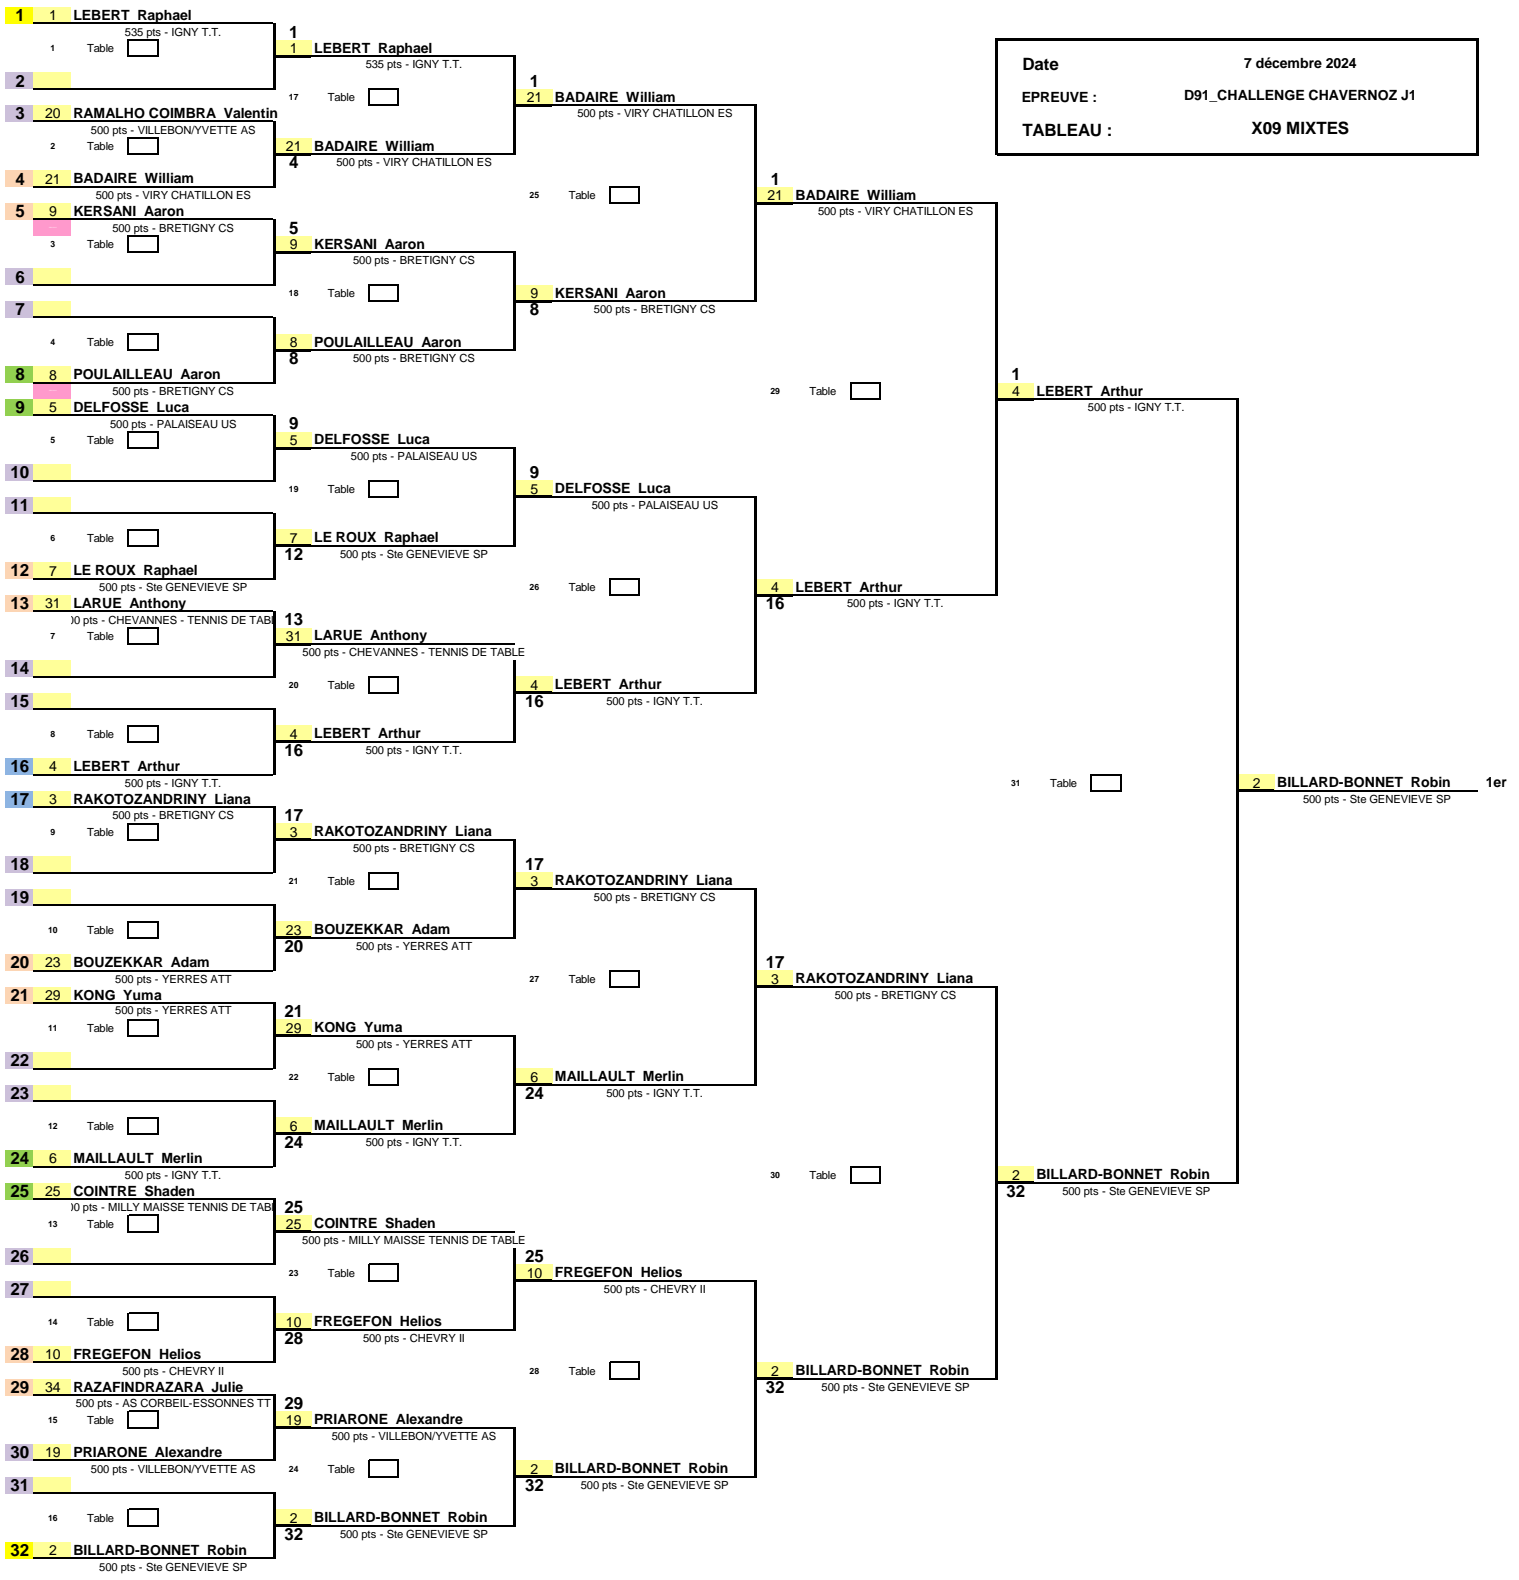 Date 7 décembre 2024
EPREUVE : D91_CHALLENGE CHAVERNOZ J1
TABLEAU : X09 MIXTES
1 1 LEBERT Raphael
535 pts - IGNY T.T.
1 Table
2
3 20 RAMALHO COIMBRA Valentin
500 pts - VILLEBON/YVETTE AS
2 Table
4 21 BADAIRE William
500 pts - VIRY CHATILLON ES
5 9 KERSANI Aaron
500 pts - BRETIGNY CS
3 Table
6
7
4 Table
8 8 POULAILLEAU Aaron
500 pts - BRETIGNY CS
9 5 DELFOSSE Luca
500 pts - PALAISEAU US
5 Table
10
11
6 Table
12 7 LE ROUX Raphael
500 pts - Ste GENEVIEVE SP
13 31 LARUE Anthony
00 pts - CHEVANNES - TENNIS DE TABL
7 Table
14
15
8 Table
16 4 LEBERT Arthur
500 pts - IGNY T.T.
17 3 RAKOTOZANDRINY Liana
500 pts - BRETIGNY CS
9 Table
18
19
10 Table
20 23 BOUZEKKAR Adam
500 pts - YERRES ATT
21 29 KONG Yuma
500 pts - YERRES ATT
11 Table
22
23
12 Table
24 6 MAILLAULT Merlin
500 pts - IGNY T.T.
25 25 COINTRE Shaden
00 pts - MILLY MAISSE TENNIS DE TABL
13 Table
26
27
14 Table
28 10 FREGEFON Helios
500 pts - CHEVRY II
29 34 RAZAFINDRAZARA Julie
500 pts - AS CORBEIL-ESSONNES TT
15 Table
30 19 PRIARONE Alexandre
500 pts - VILLEBON/YVETTE AS
31
16 Table
32 2 BILLARD-BONNET Robin
500 pts - Ste GENEVIEVE SP
1
1 LEBERT Raphael
535 pts - IGNY T.T.
17 Table
21 BADAIRE William
4 500 pts - VIRY CHATILLON ES
5
9 KERSANI Aaron
500 pts - BRETIGNY CS
18 Table
8 POULAILLEAU Aaron
8 500 pts - BRETIGNY CS
9
5 DELFOSSE Luca
500 pts - PALAISEAU US
19 Table
7 LE ROUX Raphael
12 500 pts - Ste GENEVIEVE SP
13
31 LARUE Anthony
500 pts - CHEVANNES - TENNIS DE TABLE
20 Table
4 LEBERT Arthur
16 500 pts - IGNY T.T.
17
3 RAKOTOZANDRINY Liana
500 pts - BRETIGNY CS
21 Table
23 BOUZEKKAR Adam
20 500 pts - YERRES ATT
21
29 KONG Yuma
500 pts - YERRES ATT
22 Table
6 MAILLAULT Merlin
24 500 pts - IGNY T.T.
25
25 COINTRE Shaden
500 pts - MILLY MAISSE TENNIS DE TABLE
23 Table
10 FREGEFON Helios
28 500 pts - CHEVRY II
29
19 PRIARONE Alexandre
500 pts - VILLEBON/YVETTE AS
24 Table
2 BILLARD-BONNET Robin
32 500 pts - Ste GENEVIEVE SP
1
21 BADAIRE William
500 pts - VIRY CHATILLON ES
25 Table
9 KERSANI Aaron
8 500 pts - BRETIGNY CS
9
5 DELFOSSE Luca
500 pts - PALAISEAU US
26 Table
4 LEBERT Arthur
16 500 pts - IGNY T.T.
17
3 RAKOTOZANDRINY Liana
500 pts - BRETIGNY CS
27 Table
6 MAILLAULT Merlin
24 500 pts - IGNY T.T.
25
10 FREGEFON Helios
500 pts - CHEVRY II
28 Table
2 BILLARD-BONNET Robin
32 500 pts - Ste GENEVIEVE SP
1
21 BADAIRE William
500 pts - VIRY CHATILLON ES
29 Table
4 LEBERT Arthur
16 500 pts - IGNY T.T.
17
3 RAKOTOZANDRINY Liana
500 pts - BRETIGNY CS
30 Table
2 BILLARD-BONNET Robin
32 500 pts - Ste GENEVIEVE SP
1
4 LEBERT Arthur
500 pts - IGNY T.T.
31 Table
2 BILLARD-BONNET Robin
32 500 pts - Ste GENEVIEVE SP
2 BILLARD-BONNET Robin 1er
500 pts - Ste GENEVIEVE SP